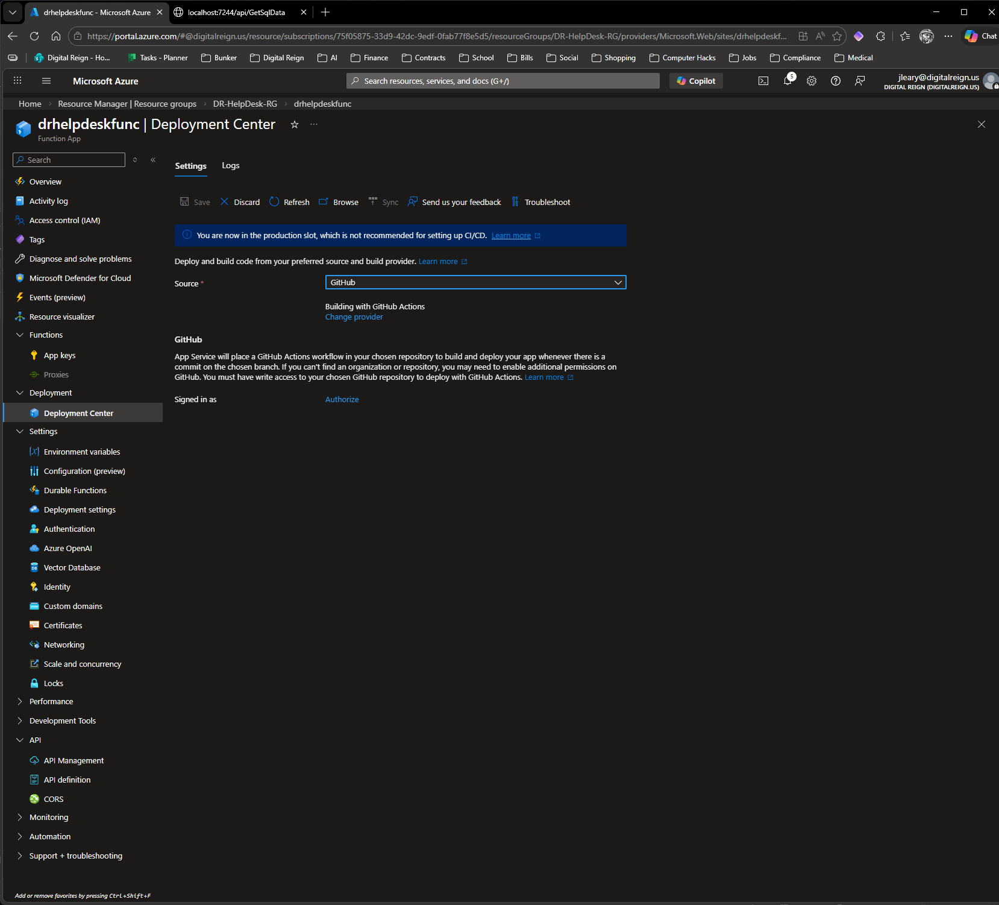 drhelpdeskfunc - Microsoft Azure
localhost:7244/api/GetSqlData
https://portal.azure.com/#@digitalreign.us/resource/subscriptions/75f05875-33d9-42dc-9edf-0fab77f8e5d5/resourceGroups/DR-HelpDesk-RG/providers/Microsoft.Web/sites/drhelpdeskf...
Chat
Digital Reign - Ho...
Tasks - Planner
Bunker
Digital Reign
AI
Finance
Contracts
School
Bills
Social
Shopping
Computer Hacks
Jobs
Compliance
Medical
Microsoft Azure
Search resources, services, and docs (G+/)
Copilot
5
jleary@digitalreign.us
DIGITAL REIGN (DIGITALREIGN.US)
Home
Resource Manager | Resource groups
DR-HelpDesk-RG
drhelpdeskfunc
drhelpdeskfunc | Deployment Center
Function App
Search
Overview
Activity log
Access control (IAM)
Tags
Diagnose and solve problems
Microsoft Defender for Cloud
Events (preview)
Resource visualizer
Functions
App keys
Proxies
Deployment
Deployment Center
Settings
Environment variables
Configuration (preview)
Durable Functions
Deployment settings
Authentication
Azure OpenAI
Vector Database
Identity
Custom domains
Certificates
Networking
Scale and concurrency
Locks
Performance
Development Tools
API
API Management
API definition
CORS
Monitoring
Automation
Support + troubleshooting
Add or remove favorites by pressing Ctrl+Shift+F
Settings
Logs
Save
Discard
Refresh
Browse
Sync
Send us your feedback
Troubleshoot
You are now in the production slot, which is not recommended for setting up CI/CD. Learn more
Deploy and build code from your preferred source and build provider. Learn more
Source *
GitHub
Building with GitHub Actions
Change provider
GitHub
App Service will place a GitHub Actions workflow in your chosen repository to build and deploy your app whenever there is a
commit on the chosen branch. If you can't find an organization or repository, you may need to enable additional permissions on
GitHub. You must have write access to your chosen GitHub repository to deploy with GitHub Actions. Learn more
Signed in as
Authorize